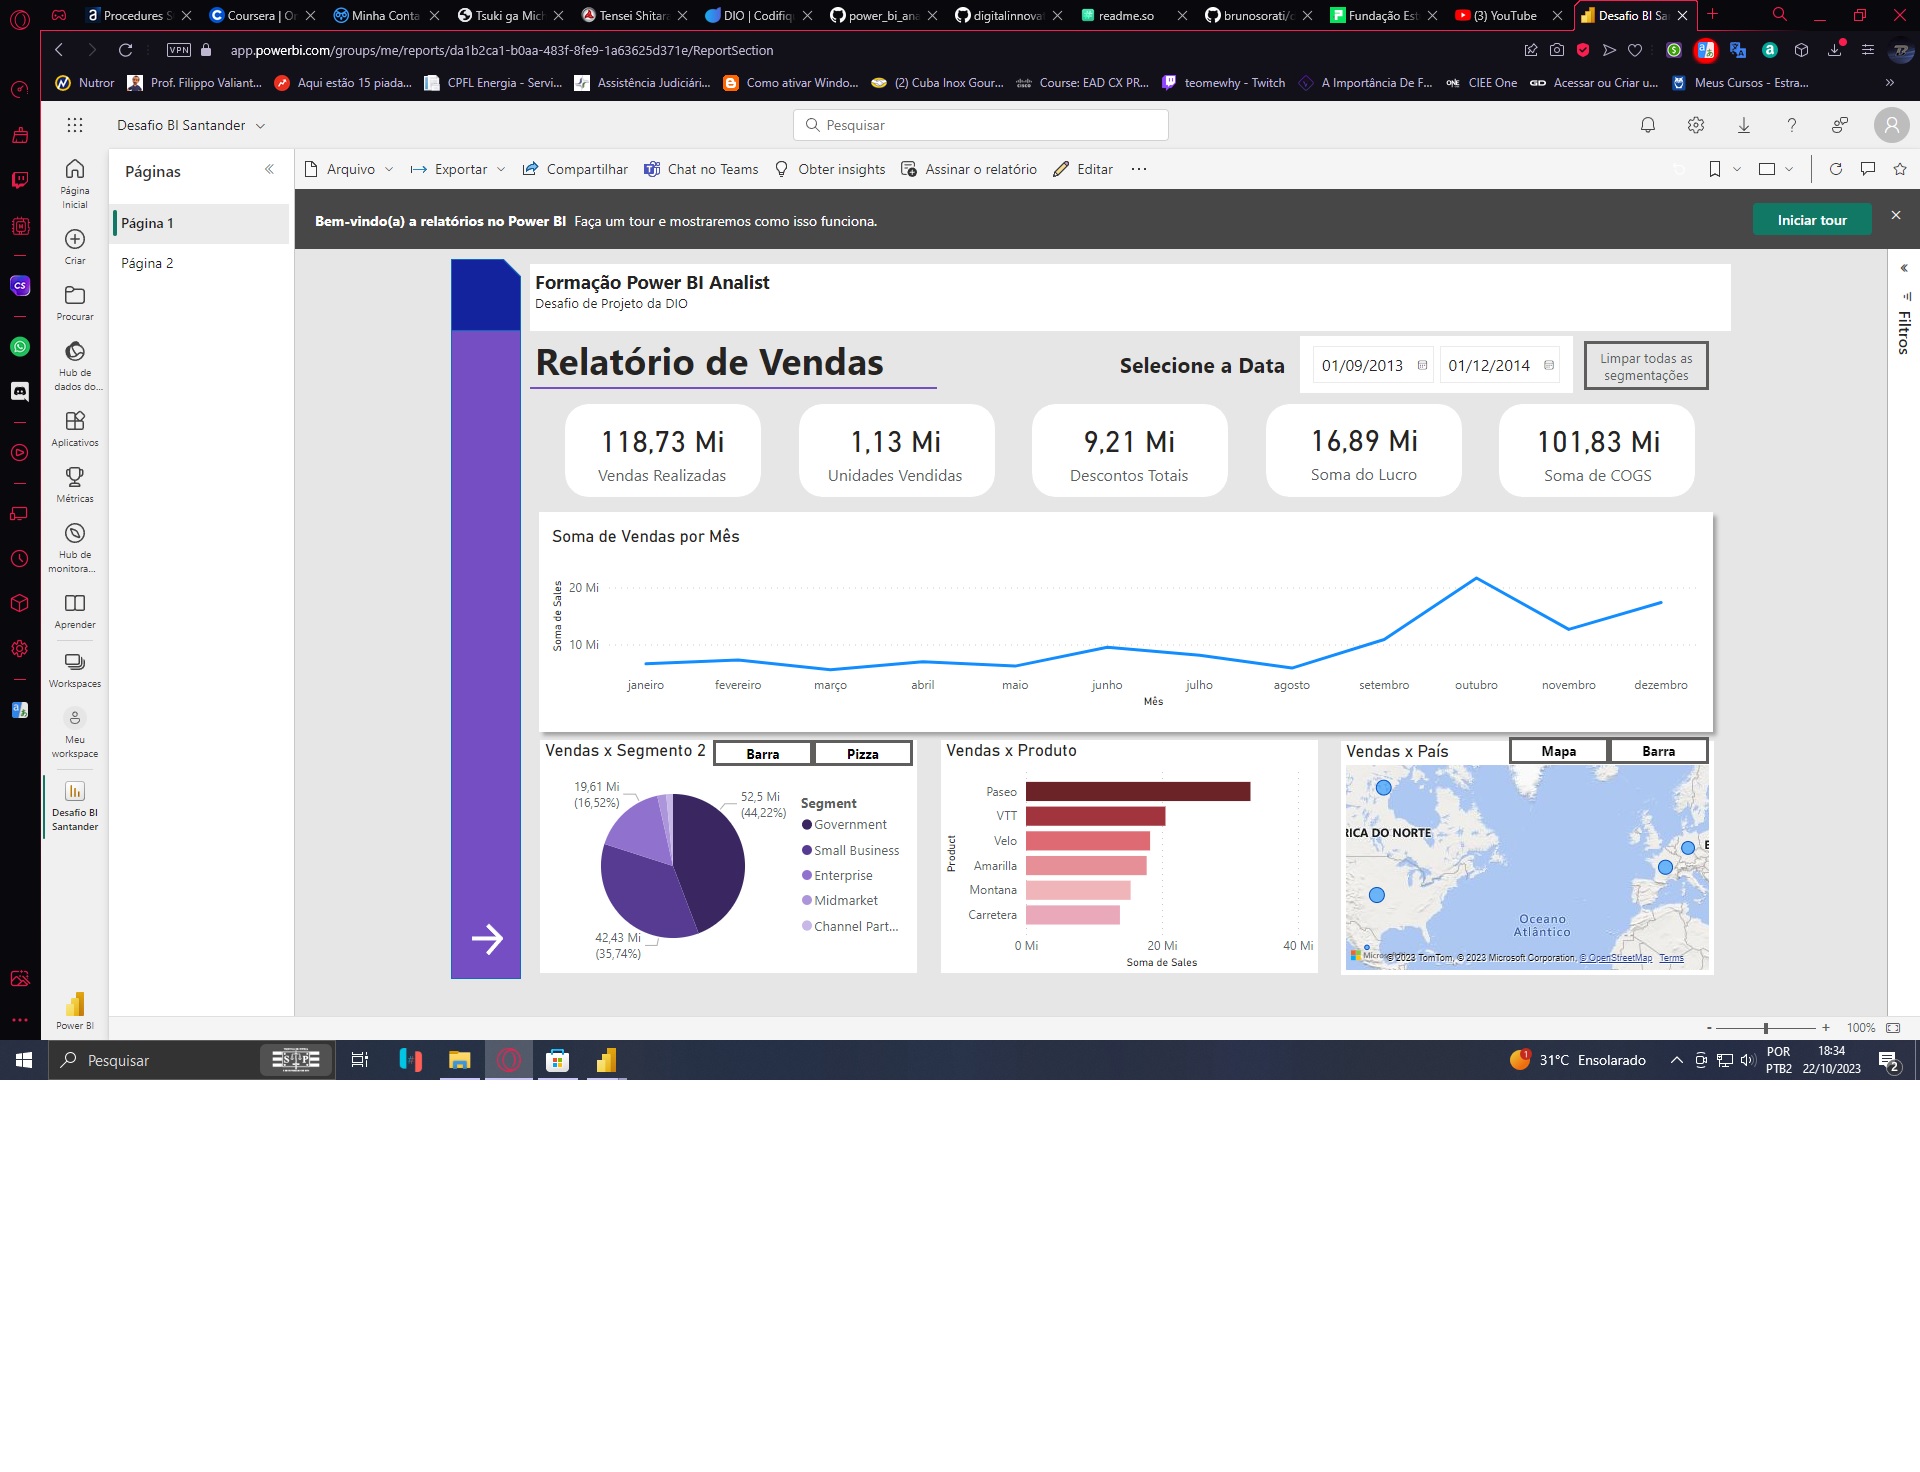 Procedures S
Coursera | Or
Minha Conta
Tsuki ga Mich
Tensei Shitara
DIO | Codifiq
power_bi_ana
digitalinnovat
readme.so
brunosorati/d
Fundação Est
(3) YouTube
Desafio BI Sa
VPN
app.powerbi.com/groups/me/reports/da1b2ca1-b0aa-483f-8fe9-1a63625d371e/ReportSection
Nutror
Prof. Filippo Valiant...
Aqui estão 15 piada...
CPFL Energia - Servi...
Assistência Judiciári...
Como ativar Windo...
(2) Cuba Inox Gour...
Course: EAD CX PR...
teomewhy - Twitch
A Importância De F...
CIEE One
Acessar ou Criar u...
Meus Cursos - Estra...
Desafio BI Santander
Pesquisar
Página
Inicial
Criar
Procurar
Hub de
dados do...
Aplicativos
Métricas
Hub de
monitora...
Aprender
Workspaces
Meu
workspace
Desafio BI
Santander
Power BI
CS
Páginas
Página 1
Página 2
Arquivo
Exportar
Compartilhar
Chat no Teams
Obter insights
Assinar o relatório
Editar
Bem-vindo(a) a relatórios no Power BI Faça um tour e mostraremos como isso funciona.
Iniciar tour
Filtros
Formação Power BI Analist
Desafio de Projeto da DIO
Relatório de Vendas
Selecione a Data
01/09/2013
01/12/2014
Limpar todas as
segmentações
118,73 Mi
Vendas Realizadas
1,13 Mi
Unidades Vendidas
9,21 Mi
Descontos Totais
16,89 Mi
Soma do Lucro
101,83 Mi
Soma de COGS
Soma de Vendas por Mês
Soma de Sales
20 Mi
10 Mi
janeiro
fevereiro
março
abril
maio
junho
julho
agosto
setembro
outubro
novembro
dezembro
Mês
Vendas x Segmento 2
Barra
Pizza
19,61 Mi
(16,52%)
52,5 Mi
(44,22%)
42,43 Mi
(35,74%)
Segment
Government
Small Business
Enterprise
Midmarket
Channel Part...
Vendas x Produto
Product
Paseo
VTT
Velo
Amarilla
Montana
Carretera
0 Mi
20 Mi
40 Mi
Soma de Sales
Vendas x País
Mapa
Barra
RICA DO NORTE
E
Oceano
Atlântico
©2023 TomTom, © 2023 Microsoft Corporation, © OpenStreetMap Terms
100%
Pesquisar
31°C Ensolarado
POR
PTB2
18:34
22/10/2023
2